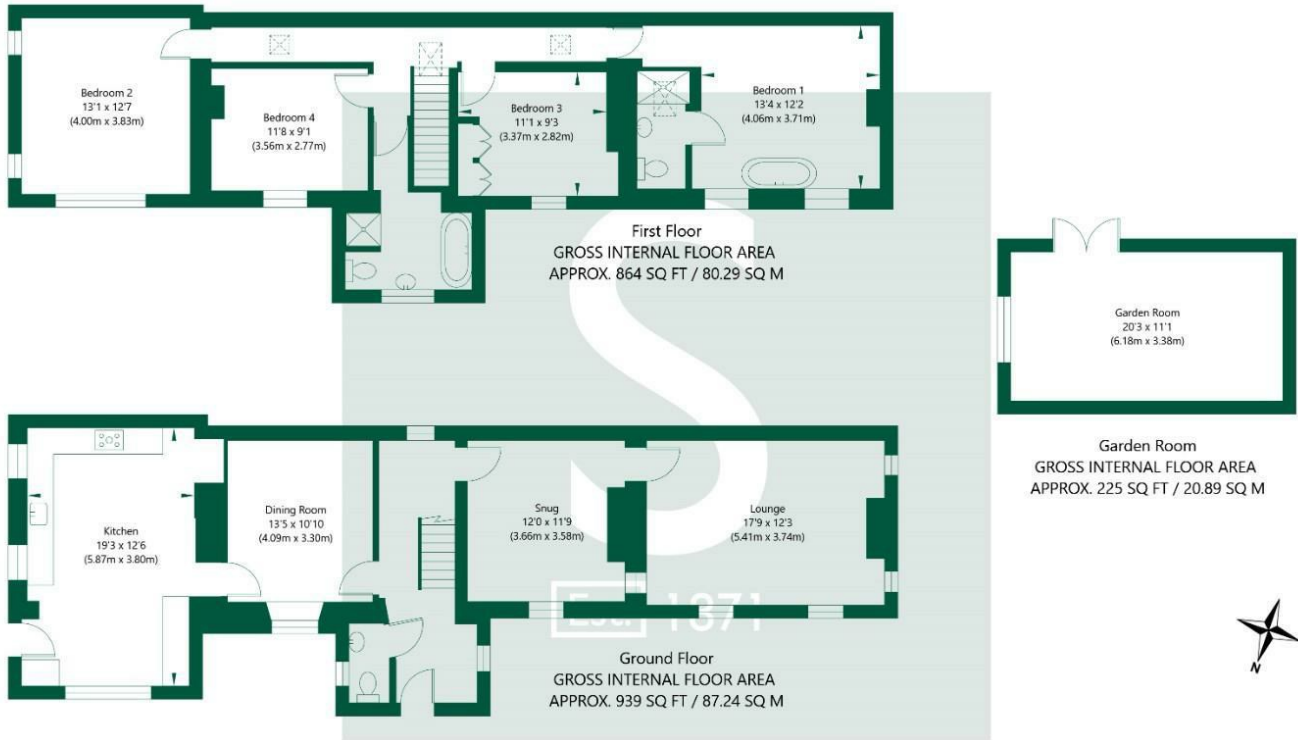 Bedroom 2
13'1 x 12'7
(4.00m x 3.83m)
Bedroom 4
11'8 x 9'1
(3.56m x 2.77m)
Bedroom 3
11'1 x 9'3
(3.37m x 2.82m)
Bedroom 1
13'4 x 12'2
(4.06m x 3.71m)
First Floor
GROSS INTERNAL FLOOR AREA
APPROX. 864 SQ FT / 80.29 SQ M
Garden Room
20'3 x 11'1
(6.18m x 3.38m)
Garden Room
GROSS INTERNAL FLOOR AREA
APPROX. 225 SQ FT / 20.89 SQ M
Kitchen
19'3 x 12'6
(5.87m x 3.80m)
Dining Room
13'5 x 10'10
(4.09m x 3.30m)
Snug
12'0 x 11'9
(3.66m x 3.58m)
Lounge
17'9 x 12'3
(5.41m x 3.74m)
S
Est. 1871
Ground Floor
GROSS INTERNAL FLOOR AREA
APPROX. 939 SQ FT / 87.24 SQ M
N